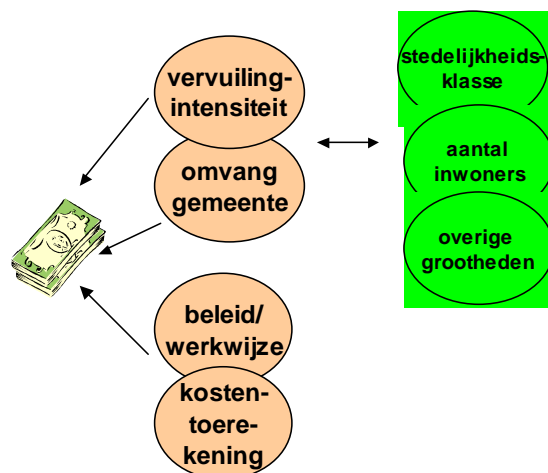 vervuiling-
intensiteit
omvang
gemeente
beleid/
werkwijze
kosten-
toere-
kening
stedelijkheids-
klasse
aantal
inwoners
overige
grootheden